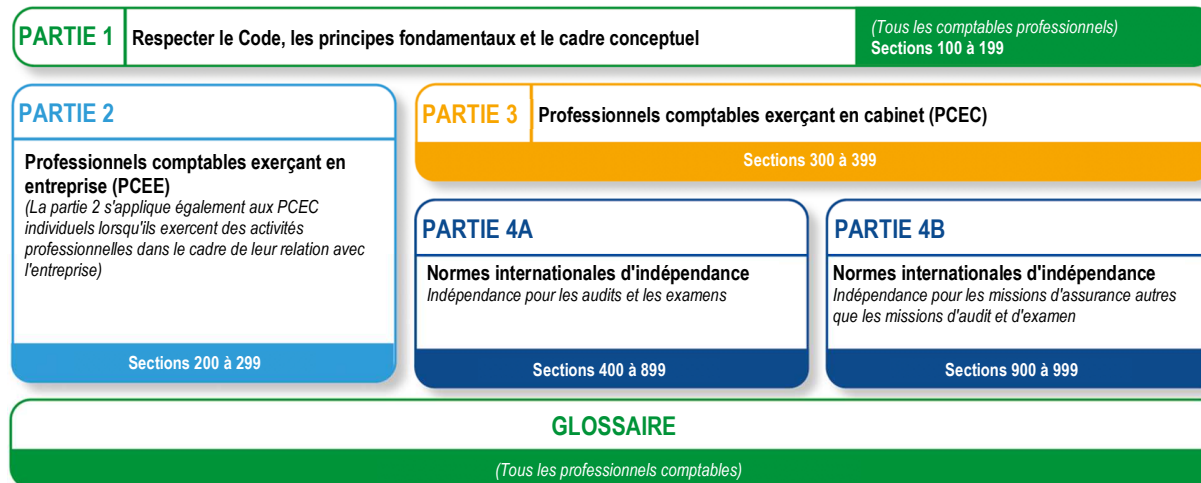 PARTIE 1
Respecter le Code, les principes fondamentaux et le cadre conceptuel
(Tous les comptables professionnels)
Sections 100 à 199
PARTIE 2
Professionnels comptables exerçant en
entreprise (PCEE)
(La partie 2 s'applique également aux PCEC
individuels lorsqu'ils exercent des activités
professionnelles dans le cadre de leur relation avec
l'entreprise)
Sections 200 à 299
PARTIE 3
Professionnels comptables exerçant en cabinet (PCEC)
Sections 300 à 399
PARTIE 4A
Normes internationales d'indépendance
Indépendance pour les audits et les examens
Sections 400 à 899
PARTIE 4B
Normes internationales d'indépendance
Indépendance pour les missions d'assurance autres
que les missions d'audit et d'examen
Sections 900 à 999
GLOSSAIRE
(Tous les professionnels comptables)